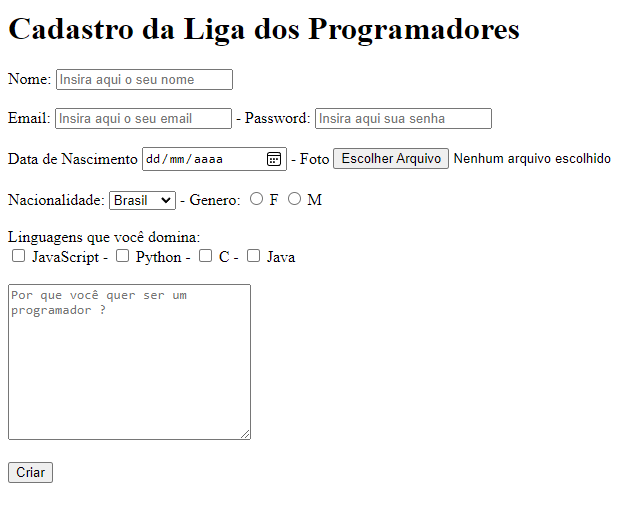 Cadastro da Liga dos Programadores
Nome: Insira aqui o seu nome
Email: Insira aqui o seu email - Password: Insira aqui sua senha
Data de Nascimento dd/mm/aaaa - Foto Escolher Arquivo Nenhum arquivo escolhido
Nacionalidade: Brasil - Genero: F M
Linguagens que você domina:
JavaScript - Python - C - Java
Por que você quer ser um
programador ?
Criar